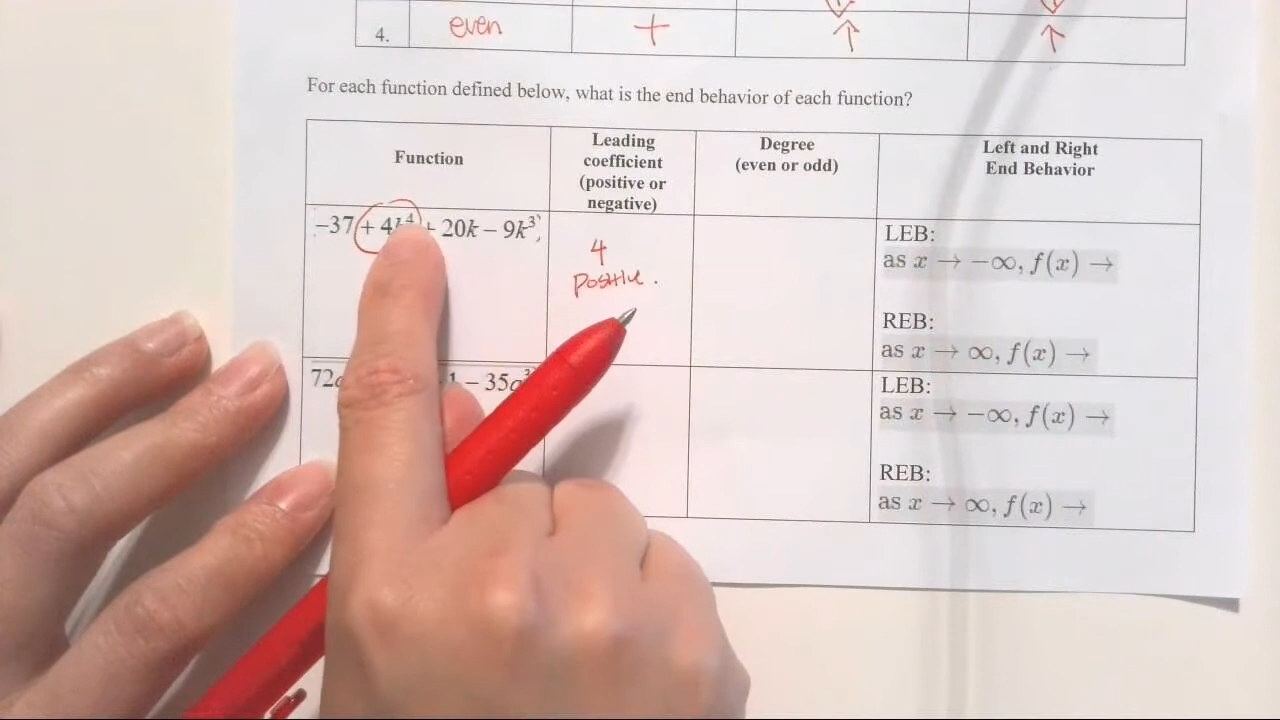 4. even + ↑ ↑
For each function defined below, what is the end behavior of each function?
Function
Leading
coefficient
(positive or
negative)
Degree
(even or odd)
Left and Right
End Behavior
−37 + 4k⁴ + 20k − 9k³,
4
positive.
LEB:
as x → −∞, f(x) →
REB:
as x → ∞, f(x) →
72 − 35
LEB:
as x → −∞, f(x) →
REB:
as x → ∞, f(x) →